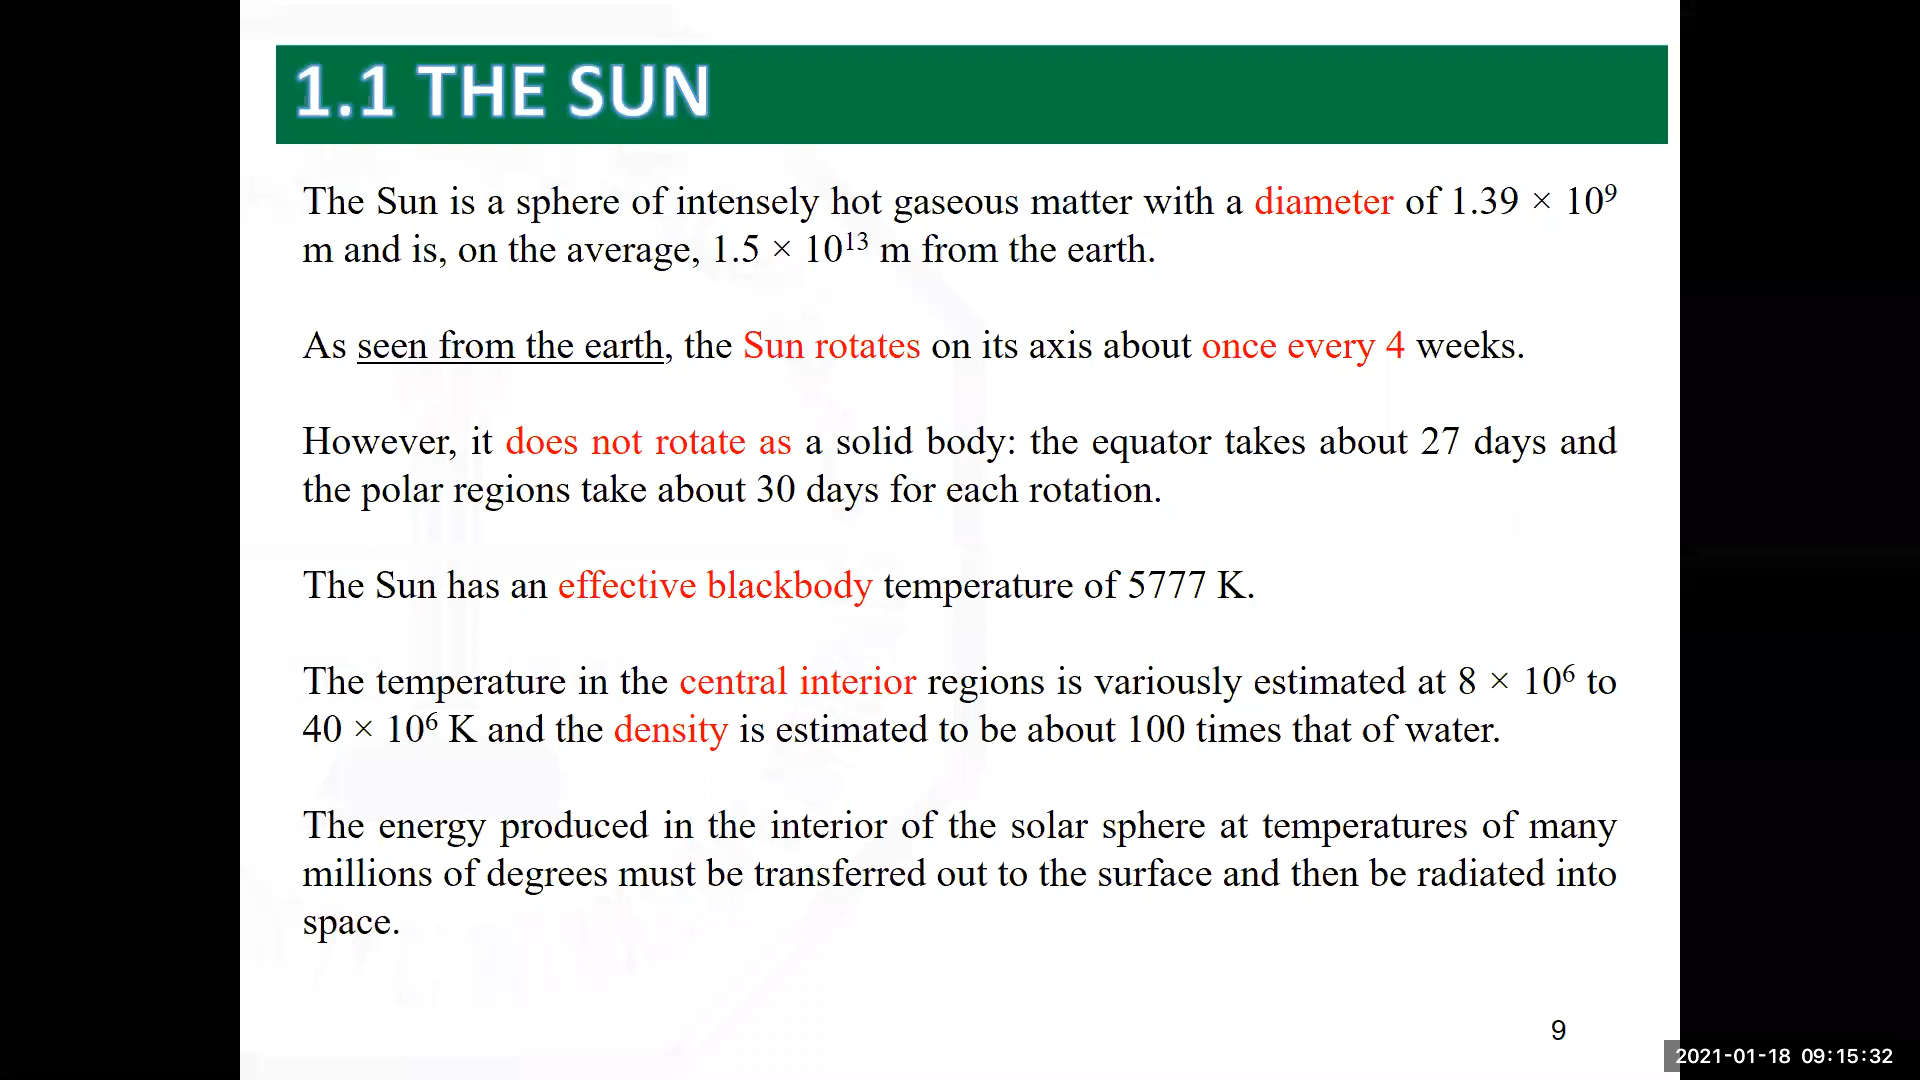 1.1 THE SUN
The Sun is a sphere of intensely hot gaseous matter with a diameter of 1.39 × 10⁹
m and is, on the average, 1.5 × 10¹³ m from the earth.
As seen from the earth, the Sun rotates on its axis about once every 4 weeks.
However, it does not rotate as a solid body: the equator takes about 27 days and
the polar regions take about 30 days for each rotation.
The Sun has an effective blackbody temperature of 5777 K.
The temperature in the central interior regions is variously estimated at 8 × 10⁶ to
40 × 10⁶ K and the density is estimated to be about 100 times that of water.
The energy produced in the interior of the solar sphere at temperatures of many
millions of degrees must be transferred out to the surface and then be radiated into
space.
9
2021-01-18 09:15:32